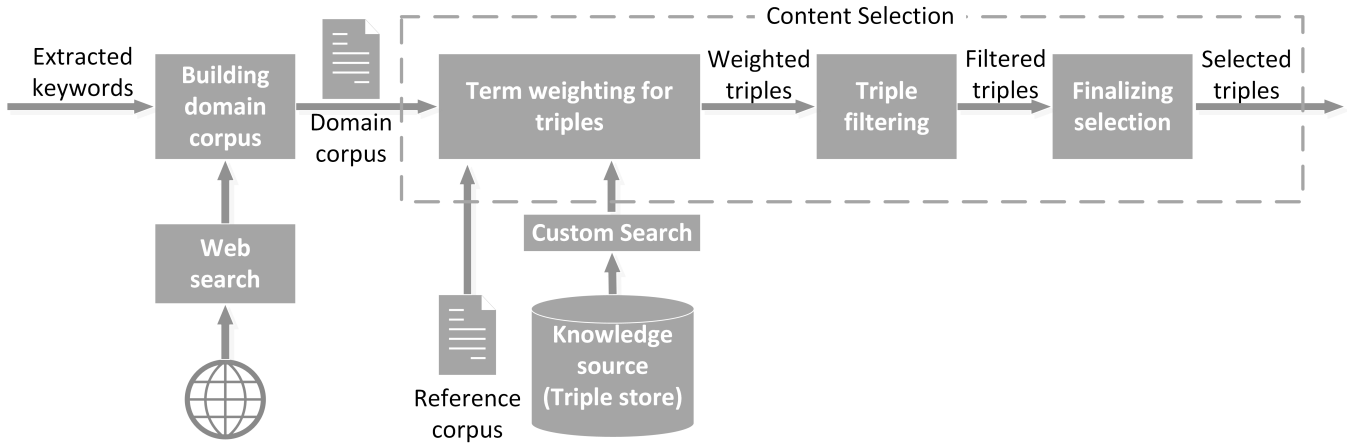 Content Selection
Extracted
keywords
Building
domain
corpus
Domain
corpus
Term weighting for
triples
Weighted
triples
Triple
filtering
Filtered
triples
Finalizing
selection
Selected
triples
Web
search
Custom Search
Reference
corpus
Knowledge
source
(Triple store)